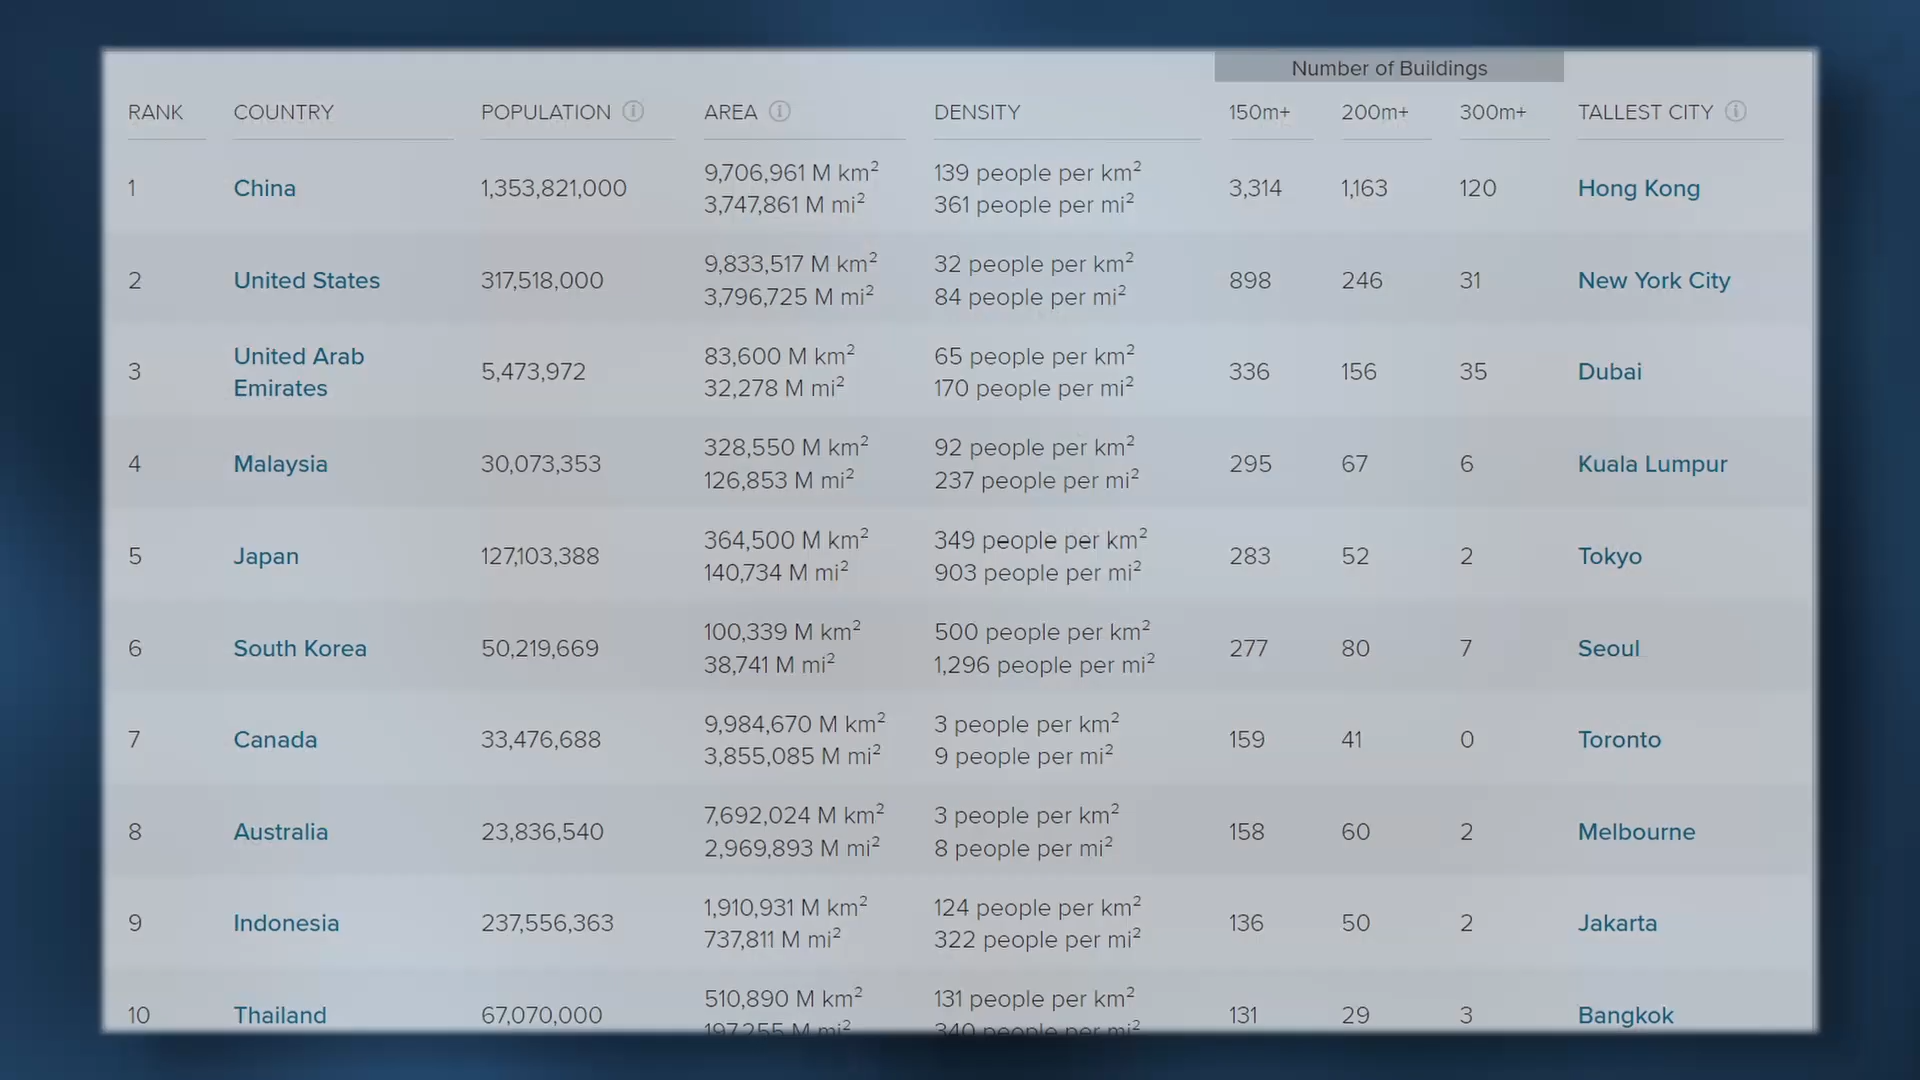 Number of Buildings
RANK COUNTRY POPULATION ⓘ AREA ⓘ DENSITY 150m+ 200m+ 300m+ TALLEST CITY ⓘ
1 China 1,353,821,000 9,706,961 M km² 139 people per km² 3,314 1,163 120 Hong Kong
3,747,861 M mi² 361 people per mi²
2 United States 317,518,000 9,833,517 M km² 32 people per km² 898 246 31 New York City
3,796,725 M mi² 84 people per mi²
3 United Arab 5,473,972 83,600 M km² 65 people per km² 336 156 35 Dubai
Emirates 32,278 M mi² 170 people per mi²
4 Malaysia 30,073,353 328,550 M km² 92 people per km² 295 67 6 Kuala Lumpur
126,853 M mi² 237 people per mi²
5 Japan 127,103,388 364,500 M km² 349 people per km² 283 52 2 Tokyo
140,734 M mi² 903 people per mi²
6 South Korea 50,219,669 100,339 M km² 500 people per km² 277 80 7 Seoul
38,741 M mi² 1,296 people per mi²
7 Canada 33,476,688 9,984,670 M km² 3 people per km² 159 41 0 Toronto
3,855,085 M mi² 9 people per mi²
8 Australia 23,836,540 7,692,024 M km² 3 people per km² 158 60 2 Melbourne
2,969,893 M mi² 8 people per mi²
9 Indonesia 237,556,363 1,910,931 M km² 124 people per km² 136 50 2 Jakarta
737,811 M mi² 322 people per mi²
10 Thailand 67,070,000 510,890 M km² 131 people per km² 131 29 3 Bangkok
197,255 M mi² 340 people per mi²